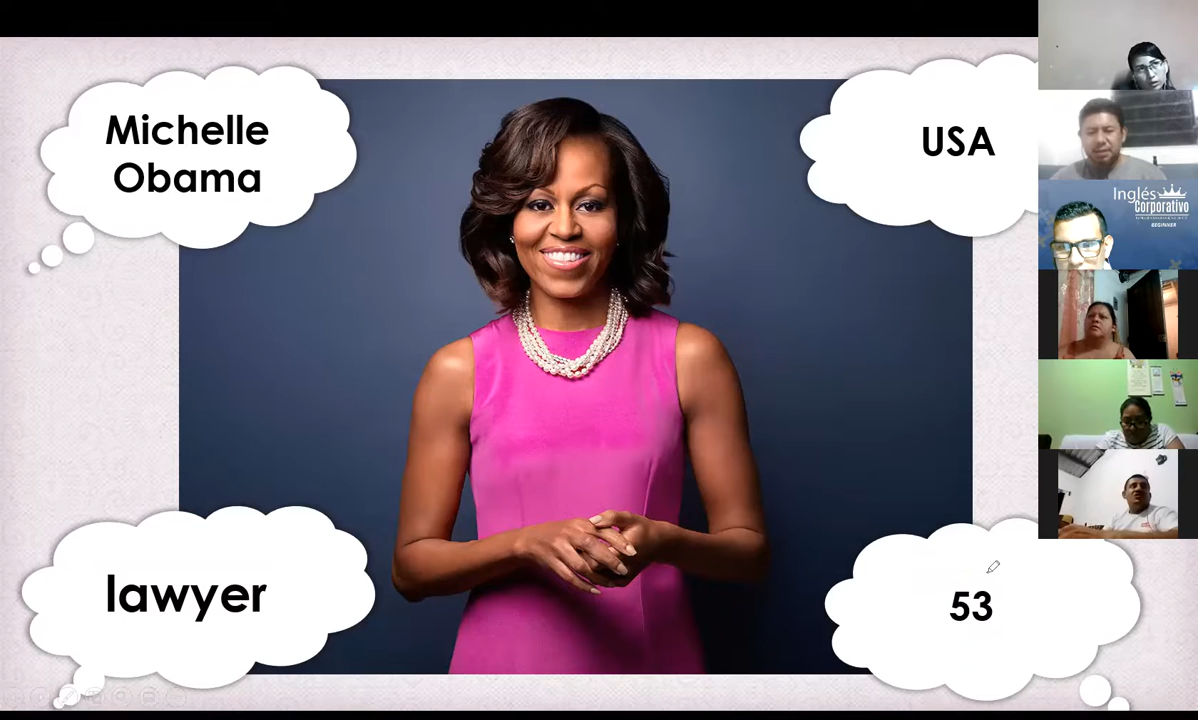 Michelle
Obama
USA
Inglés
Corporativo
BEGINNER
lawyer
53